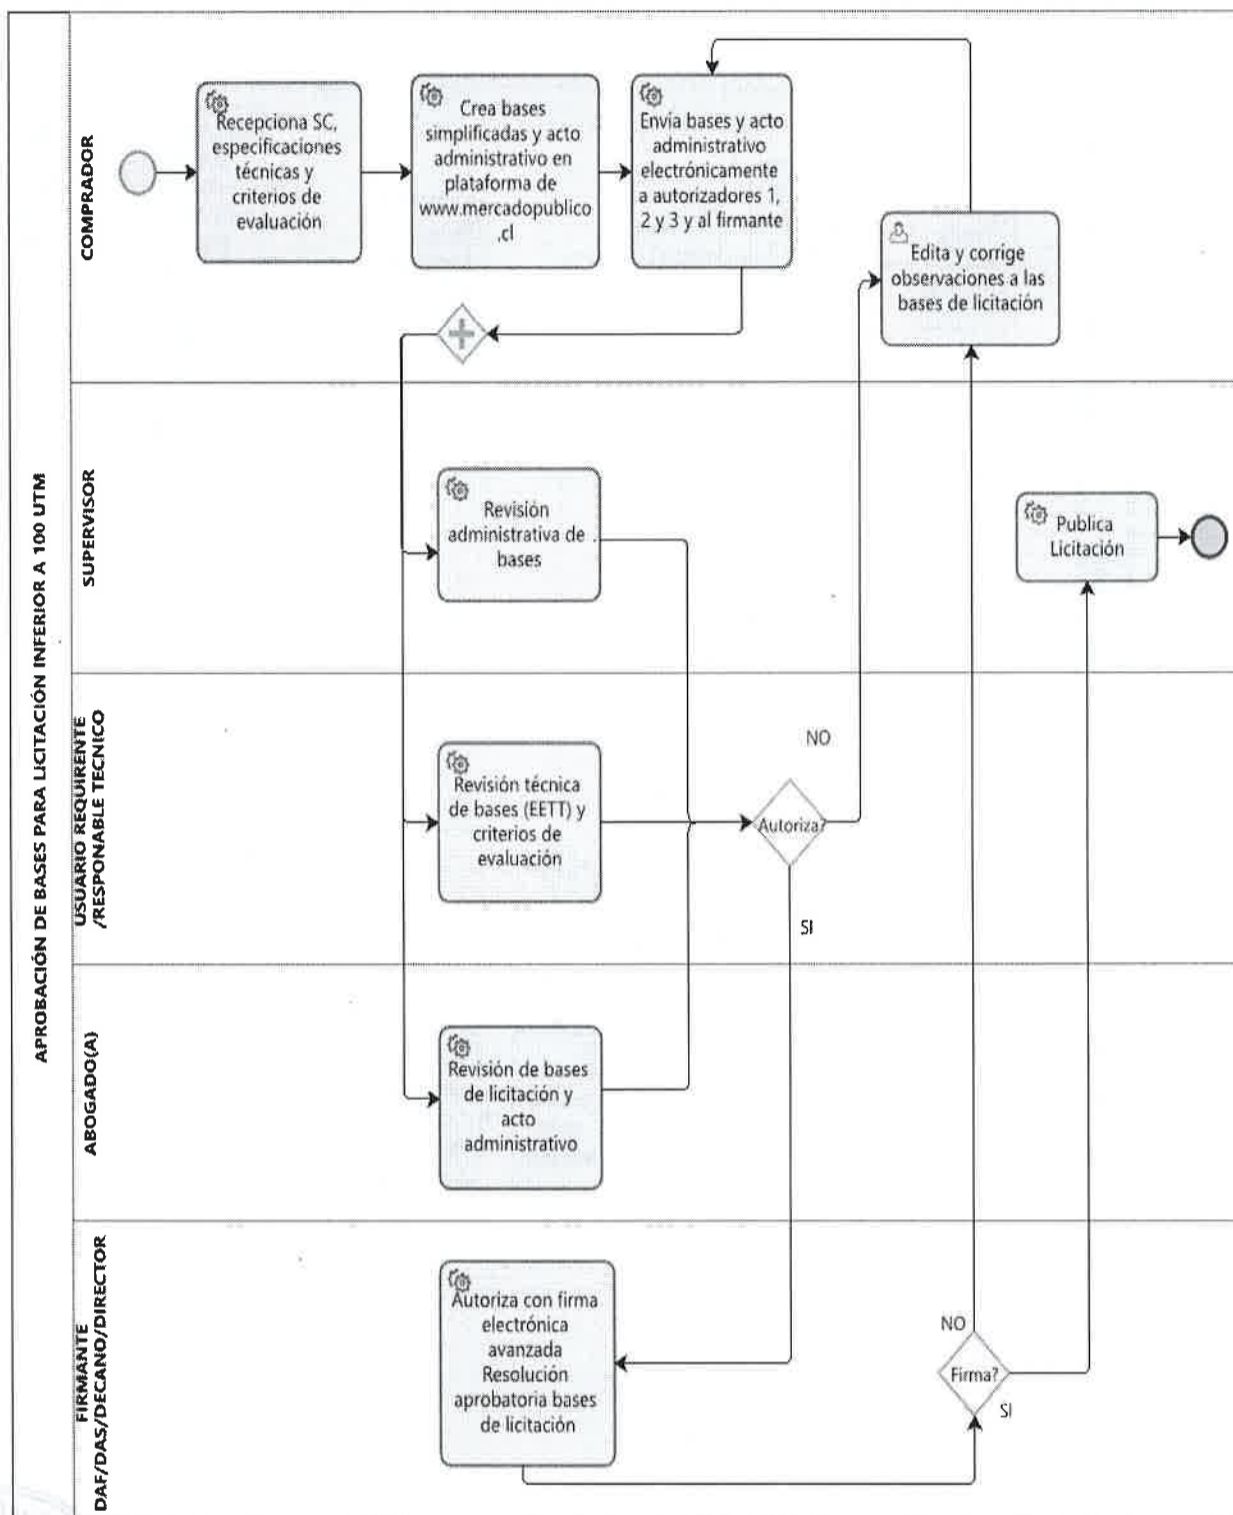 APROBACIÓN DE BASES PARA LICITACIÓN INFERIOR A 100 UTM
COMPRADOR
Recepciona SC,
especificaciones
técnicas y
criterios de
evaluación
Crea bases
simplificadas y acto
administrativo en
plataforma de
www.mercadopublico
.cl
Envia bases y acto
administrativo
electrónicamente
a autorizadores 1,
2 y 3 y al firmante
Edita y corrige
observaciones a las
bases de licitación
SUPERVISOR
Revisión
administrativa de
bases
Publica
Licitación
USUARIO REQUIRENTE
/RESPONABLE TECNICO
Revisión técnica
de bases (EETT) y
criterios de
evaluación
Autoriza?
NO
SI
ABOGADO(A)
Revisión de bases
de licitación y
acto
administrativo
FIRMANTE
DAF/DAS/DECANO/DIRECTOR
Autoriza con firma
electrónica
avanzada
Resolución
aprobatoria bases
de licitación
NO
Firma?
SI